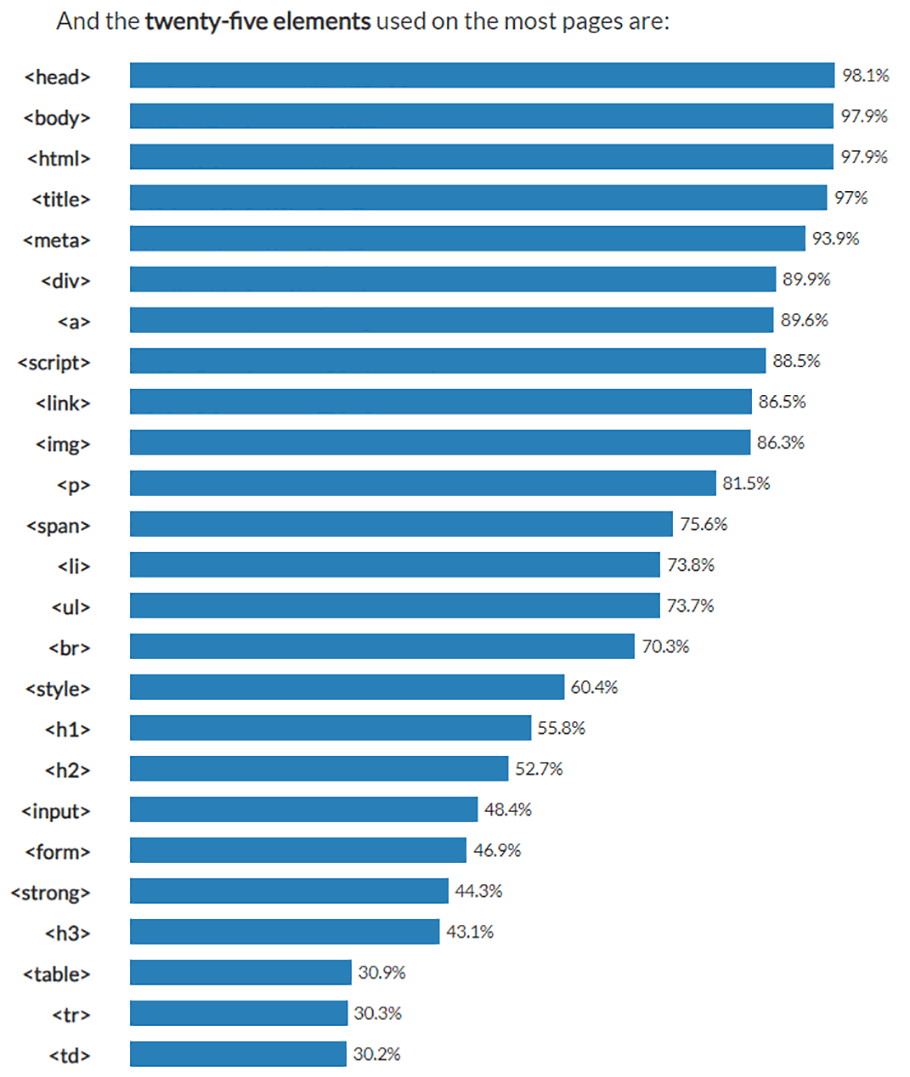 And the twenty-five elements used on the most pages are:
<head> 98.1%
<body> 97.9%
<html> 97.9%
<title> 97%
<meta> 93.9%
<div> 89.9%
<a> 89.6%
<script> 88.5%
<link> 86.5%
<img> 86.3%
<p> 81.5%
<span> 75.6%
<li> 73.8%
<ul> 73.7%
<br> 70.3%
<style> 60.4%
<h1> 55.8%
<h2> 52.7%
<input> 48.4%
<form> 46.9%
<strong> 44.3%
<h3> 43.1%
<table> 30.9%
<tr> 30.3%
<td> 30.2%